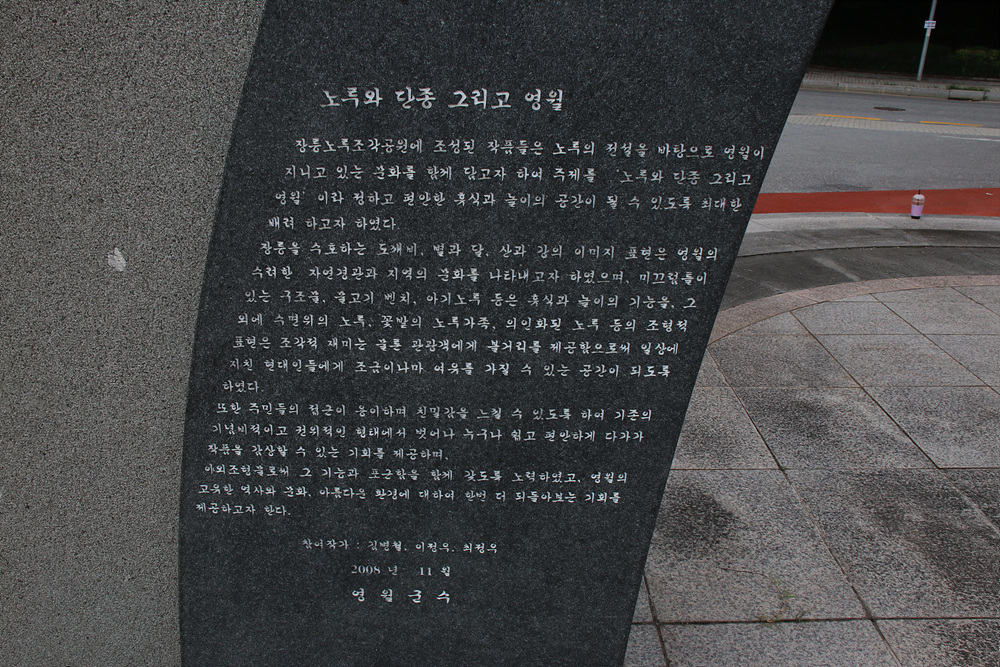 노루와 단종 그리고 영월
장릉노루조각공원에 조성된 작품들은 노루의 전설을 바탕으로 영월이
지니고 있는 문화를 함께 담고자 하여 주제를 '노루와 단종 그리고
영월' 이라 정하고 편안한 휴식과 놀이의 공간이 될 수 있도록 최대한
배려 하고자 하였다.
장릉을 수호하는 도깨비, 별과 달, 산과 강의 이미지 표현은 영월의
수려한 자연경관과 지역의 문화를 나타내고자 하였으며, 미끄럼틀이
있는 구조물, 물고기 벤치, 아기노루 등은 휴식과 놀이의 기능을, 그
외에 수면위의 노루, 꽃밭의 노루가족, 의인화된 노루 등의 조형적
표현은 조각적 재미는 물론 관광객에게 볼거리를 제공함으로써 일상에
지친 현대인들에게 조금이나마 여유를 가질 수 있는 공간이 되도록
하였다.
또한 주민들의 접근이 용이하며 친밀감을 느낄 수 있도록 하여 기존의
기념비적이고 권위적인 형태에서 벗어나 누구나 쉽고 편안하게 다가가
작품을 감상할 수 있는 기회를 제공하며,
야외조형물로써 그 기능과 포근함을 함께 갖도록 노력하였고, 영월의
고유한 역사와 문화, 아름다운 환경에 대하여 한번 더 되돌아보는 기회를
제공하고자 한다.
참여작가 : 김병철, 이정우, 최정우
2008 년 11 월
영 월 군 수